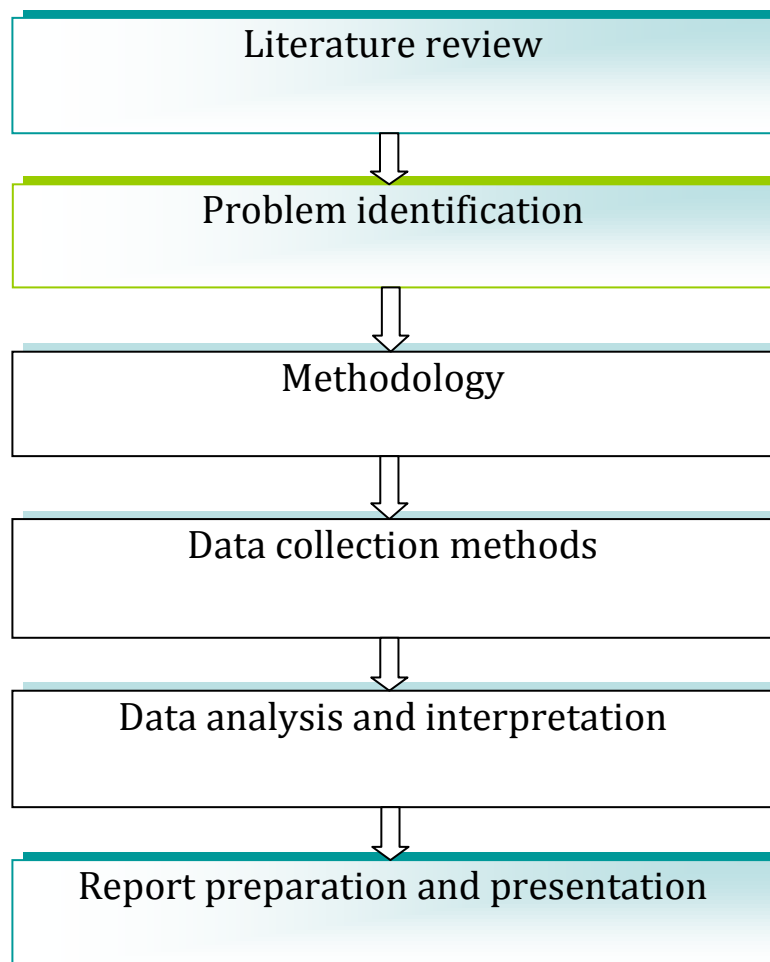 Literature review
Problem identification
Methodology
Data collection methods
Data analysis and interpretation
Report preparation and presentation